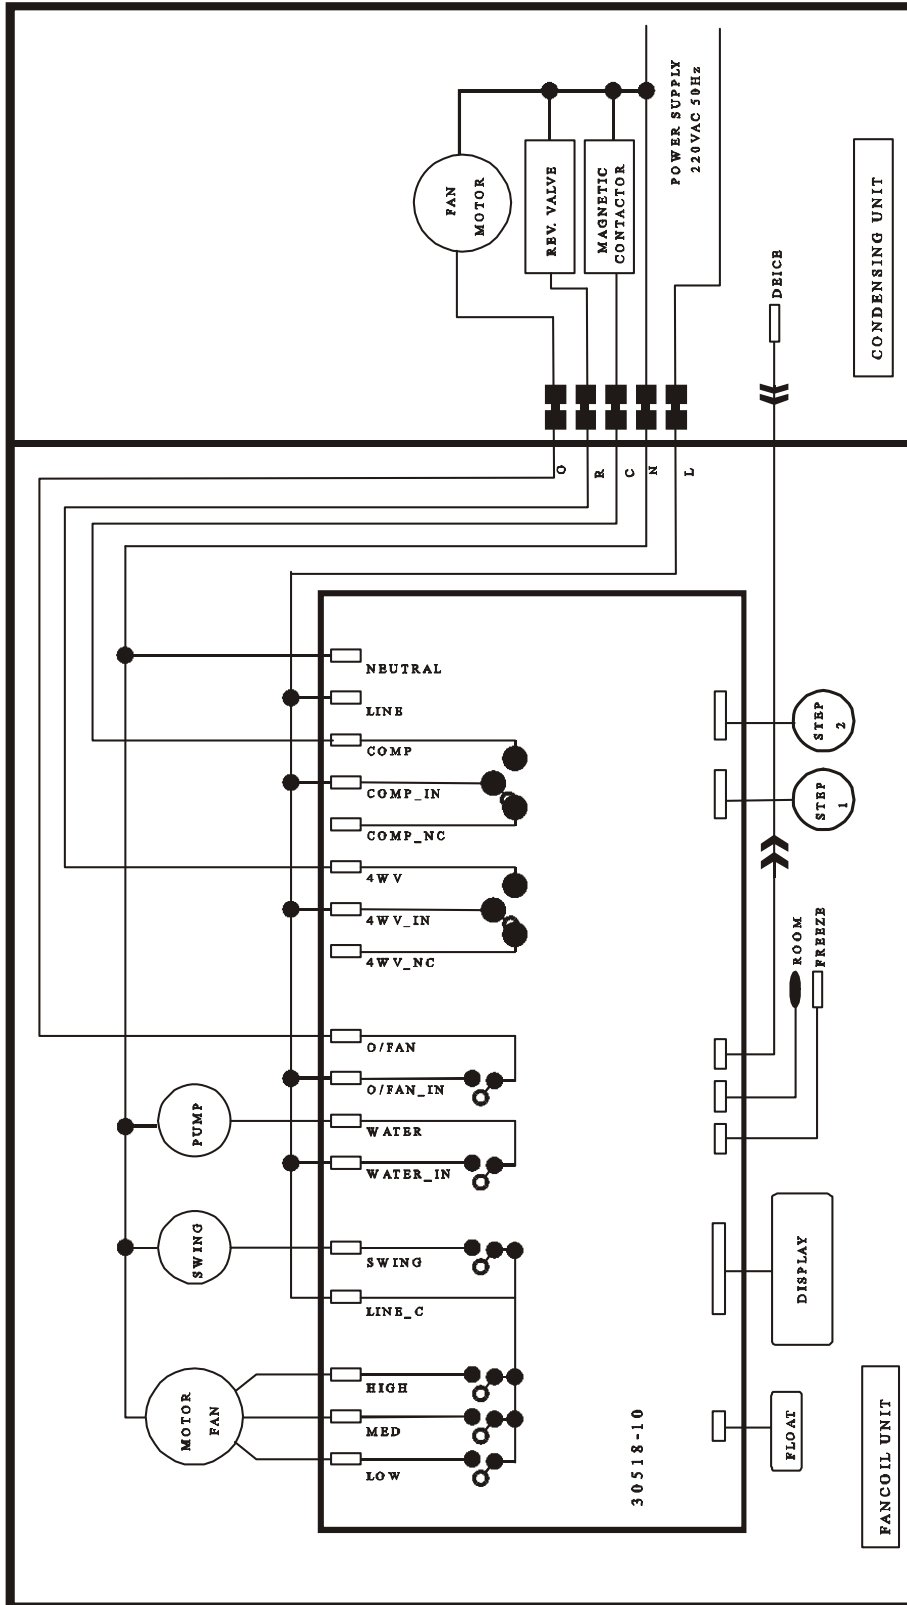 POWER SUPPLY
220VAC 50Hz
FAN
MOTOR
REV. VALVE
MAGNETIC
CONTACTOR
DEICE
CONDENSING UNIT
O
R
C
N
L
NEUTRAL
LINE
COMP
COMP_IN
COMP_NC
4WV
4WV_IN
4WV_NC
O/FAN
O/FAN_IN
WATER
WATER_IN
SWING
LINE_C
HIGH
MED
LOW
PUMP
SWING
MOTOR
FAN
STEP
2
STEP
1
ROOM
FREEZE
DISPLAY
FLOAT
30518-10
FANCOIL UNIT